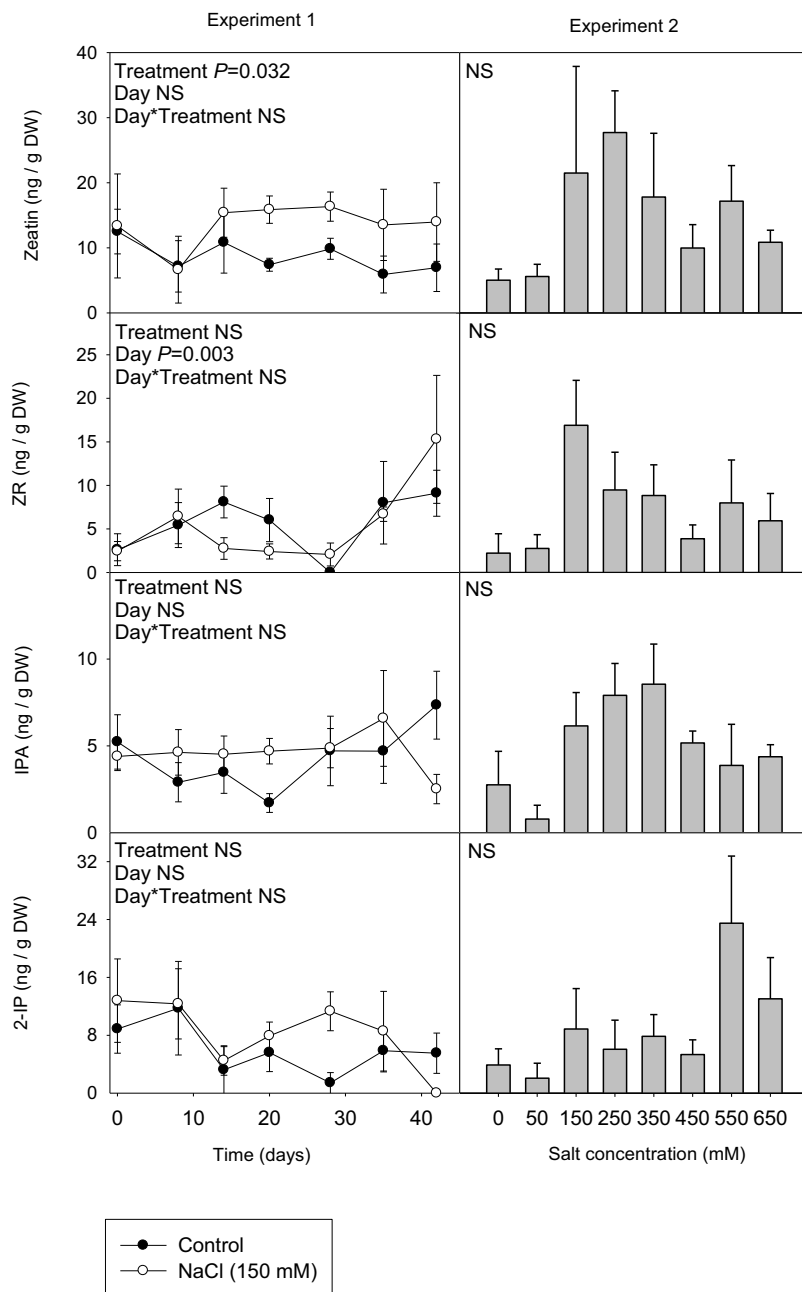 Experiment 1
Experiment 2
Zeatin (ng / g DW)
40
30
20
10
0
Treatment P=0.032
Day NS
Day*Treatment NS
NS
ZR (ng / g DW)
25
20
15
10
5
0
Treatment NS
Day P=0.003
Day*Treatment NS
NS
IPA (ng / g DW)
10
5
0
Treatment NS
Day NS
Day*Treatment NS
NS
2-IP (ng / g DW)
32
24
16
8
0
Treatment NS
Day NS
Day*Treatment NS
NS
0 10 20 30 40
Time (days)
0 50 150 250 350 450 550 650
Salt concentration (mM)
Control
NaCl (150 mM)